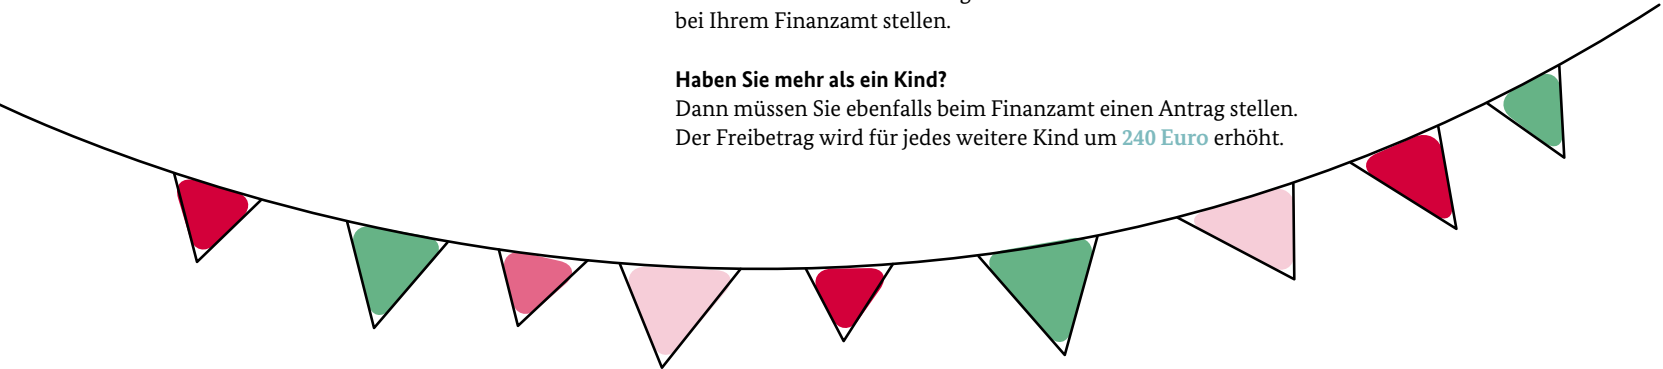 bei Ihrem Finanzamt stellen.
Haben Sie mehr als ein Kind?
Dann müssen Sie ebenfalls beim Finanzamt einen Antrag stellen.
Der Freibetrag wird für jedes weitere Kind um 240 Euro erhöht.